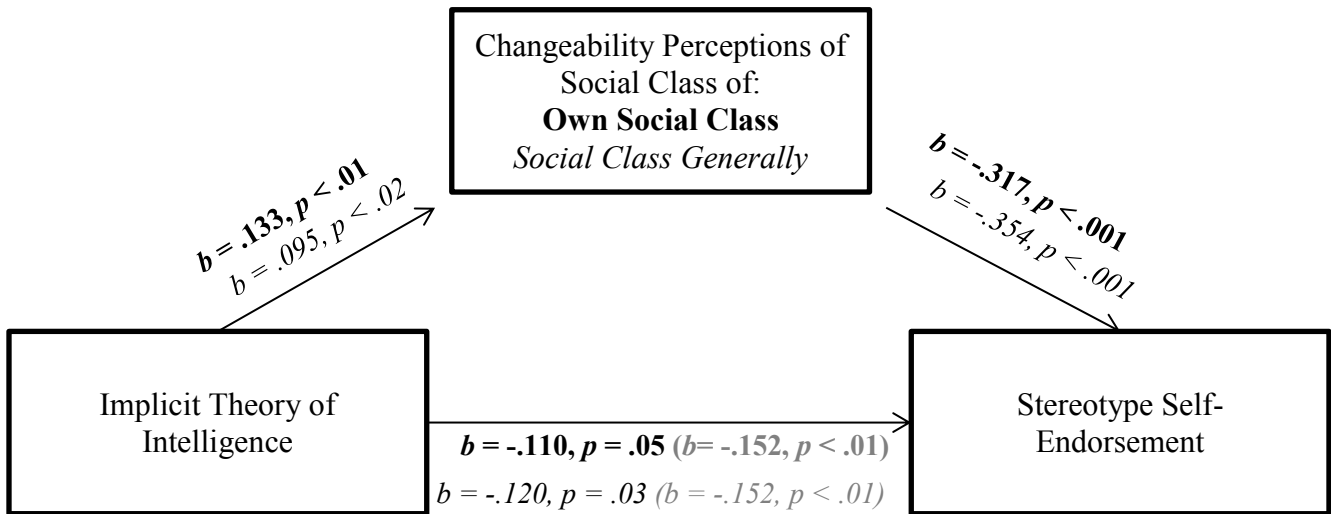 Changeability Perceptions of
Social Class of:
Own Social Class
Social Class Generally
b = .133, p < .01
b = .095, p < .02
b = -.317, p < .001
b = -.354, p < .001
Implicit Theory of
Intelligence
Stereotype Self-
Endorsement
b = -.110, p = .05 (b= -.152, p < .01)
b = -.120, p = .03 (b = -.152, p < .01)